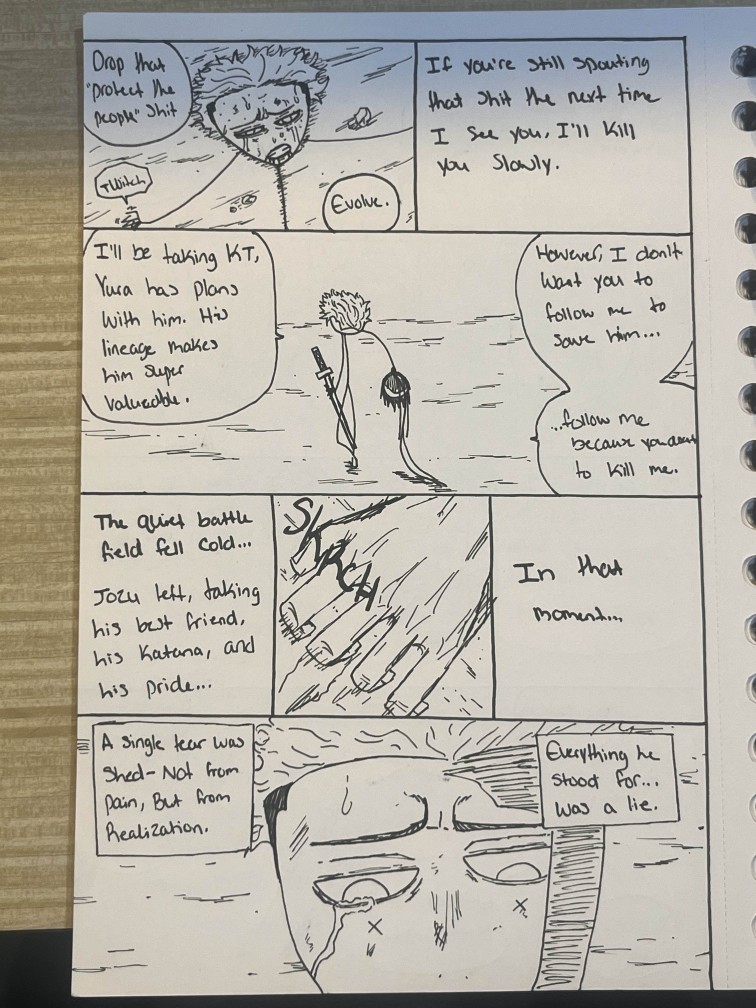 Drop that
"protect the
people" shit
Twitch
Evolve.
If you're still spouting
that shit the next time
I see you, I'll kill
you slowly.
I'll be taking KT,
Yura has plans
with him. His
lineage makes
him super
valueable.
However, I don't
want you to
follow me to
save him...
...follow me
because you want
to kill me.
The quiet battle
field fell cold...
Jozu left, taking
his best friend,
his Katana, and
his pride...
SKRCH
In that
moment...
A single tear was
shed- Not from
pain, But from
Realization.
Everything he
stood for...
was a lie.